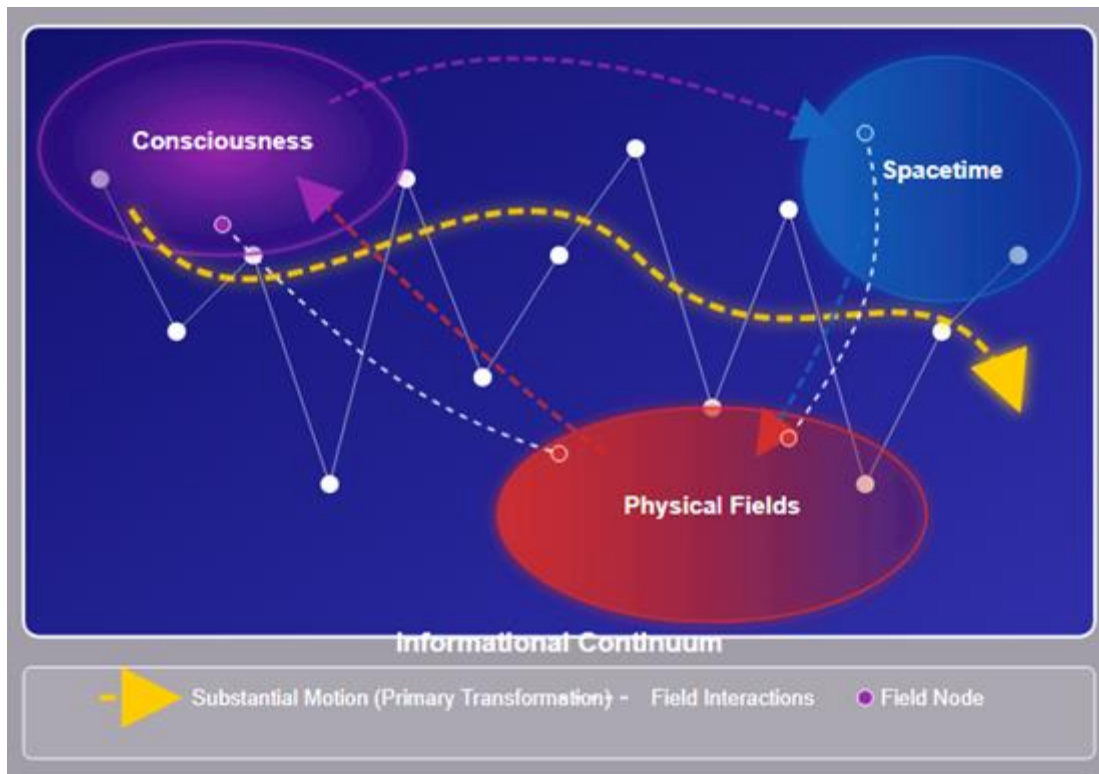 Consciousness
Spacetime
Physical Fields
Informational Continuum
Substantial Motion (Primary Transformation)
Field Interactions
Field Node